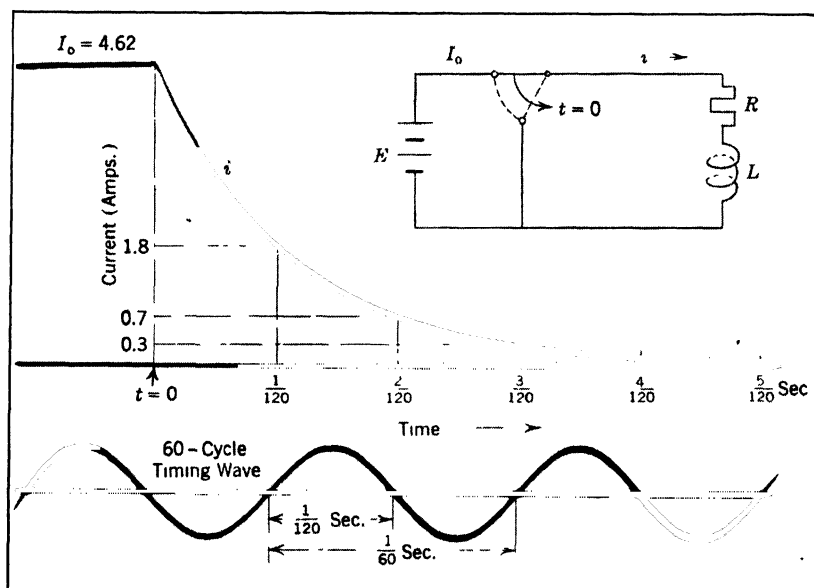 I₀ = 4.62
I₀
i →
t = 0
R
E
L
i
Current (Amps.)
1.8
0.7
0.3
t = 0
1/120
2/120
3/120
4/120
5/120 Sec
Time →
60-Cycle
Timing Wave
1/120 Sec.
1/60 Sec.